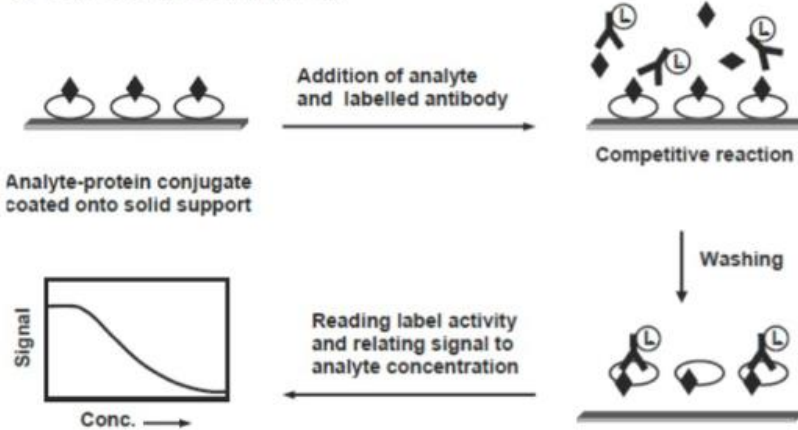 Addition of analyte
and labelled antibody
L
L
L
Competitive reaction
Analyte-protein conjugate
coated onto solid support
Washing
Signal
Conc.
Reading label activity
and relating signal to
analyte concentration
L
L